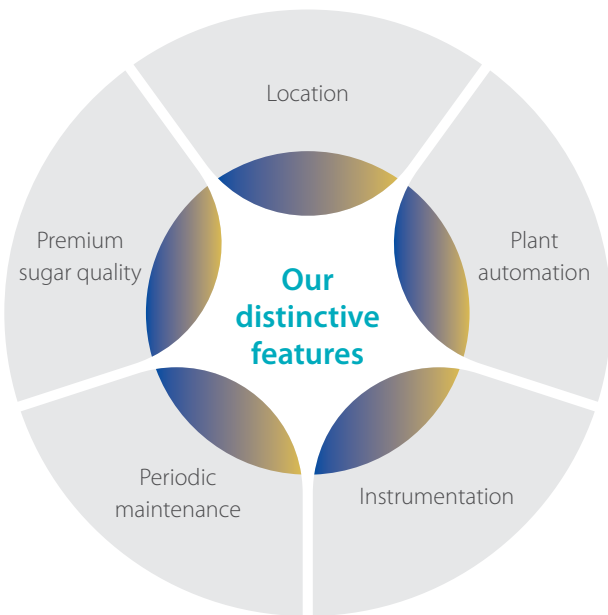 Location
Plant
automation
Instrumentation
Periodic
maintenance
Premium
sugar quality
Our
distinctive
features